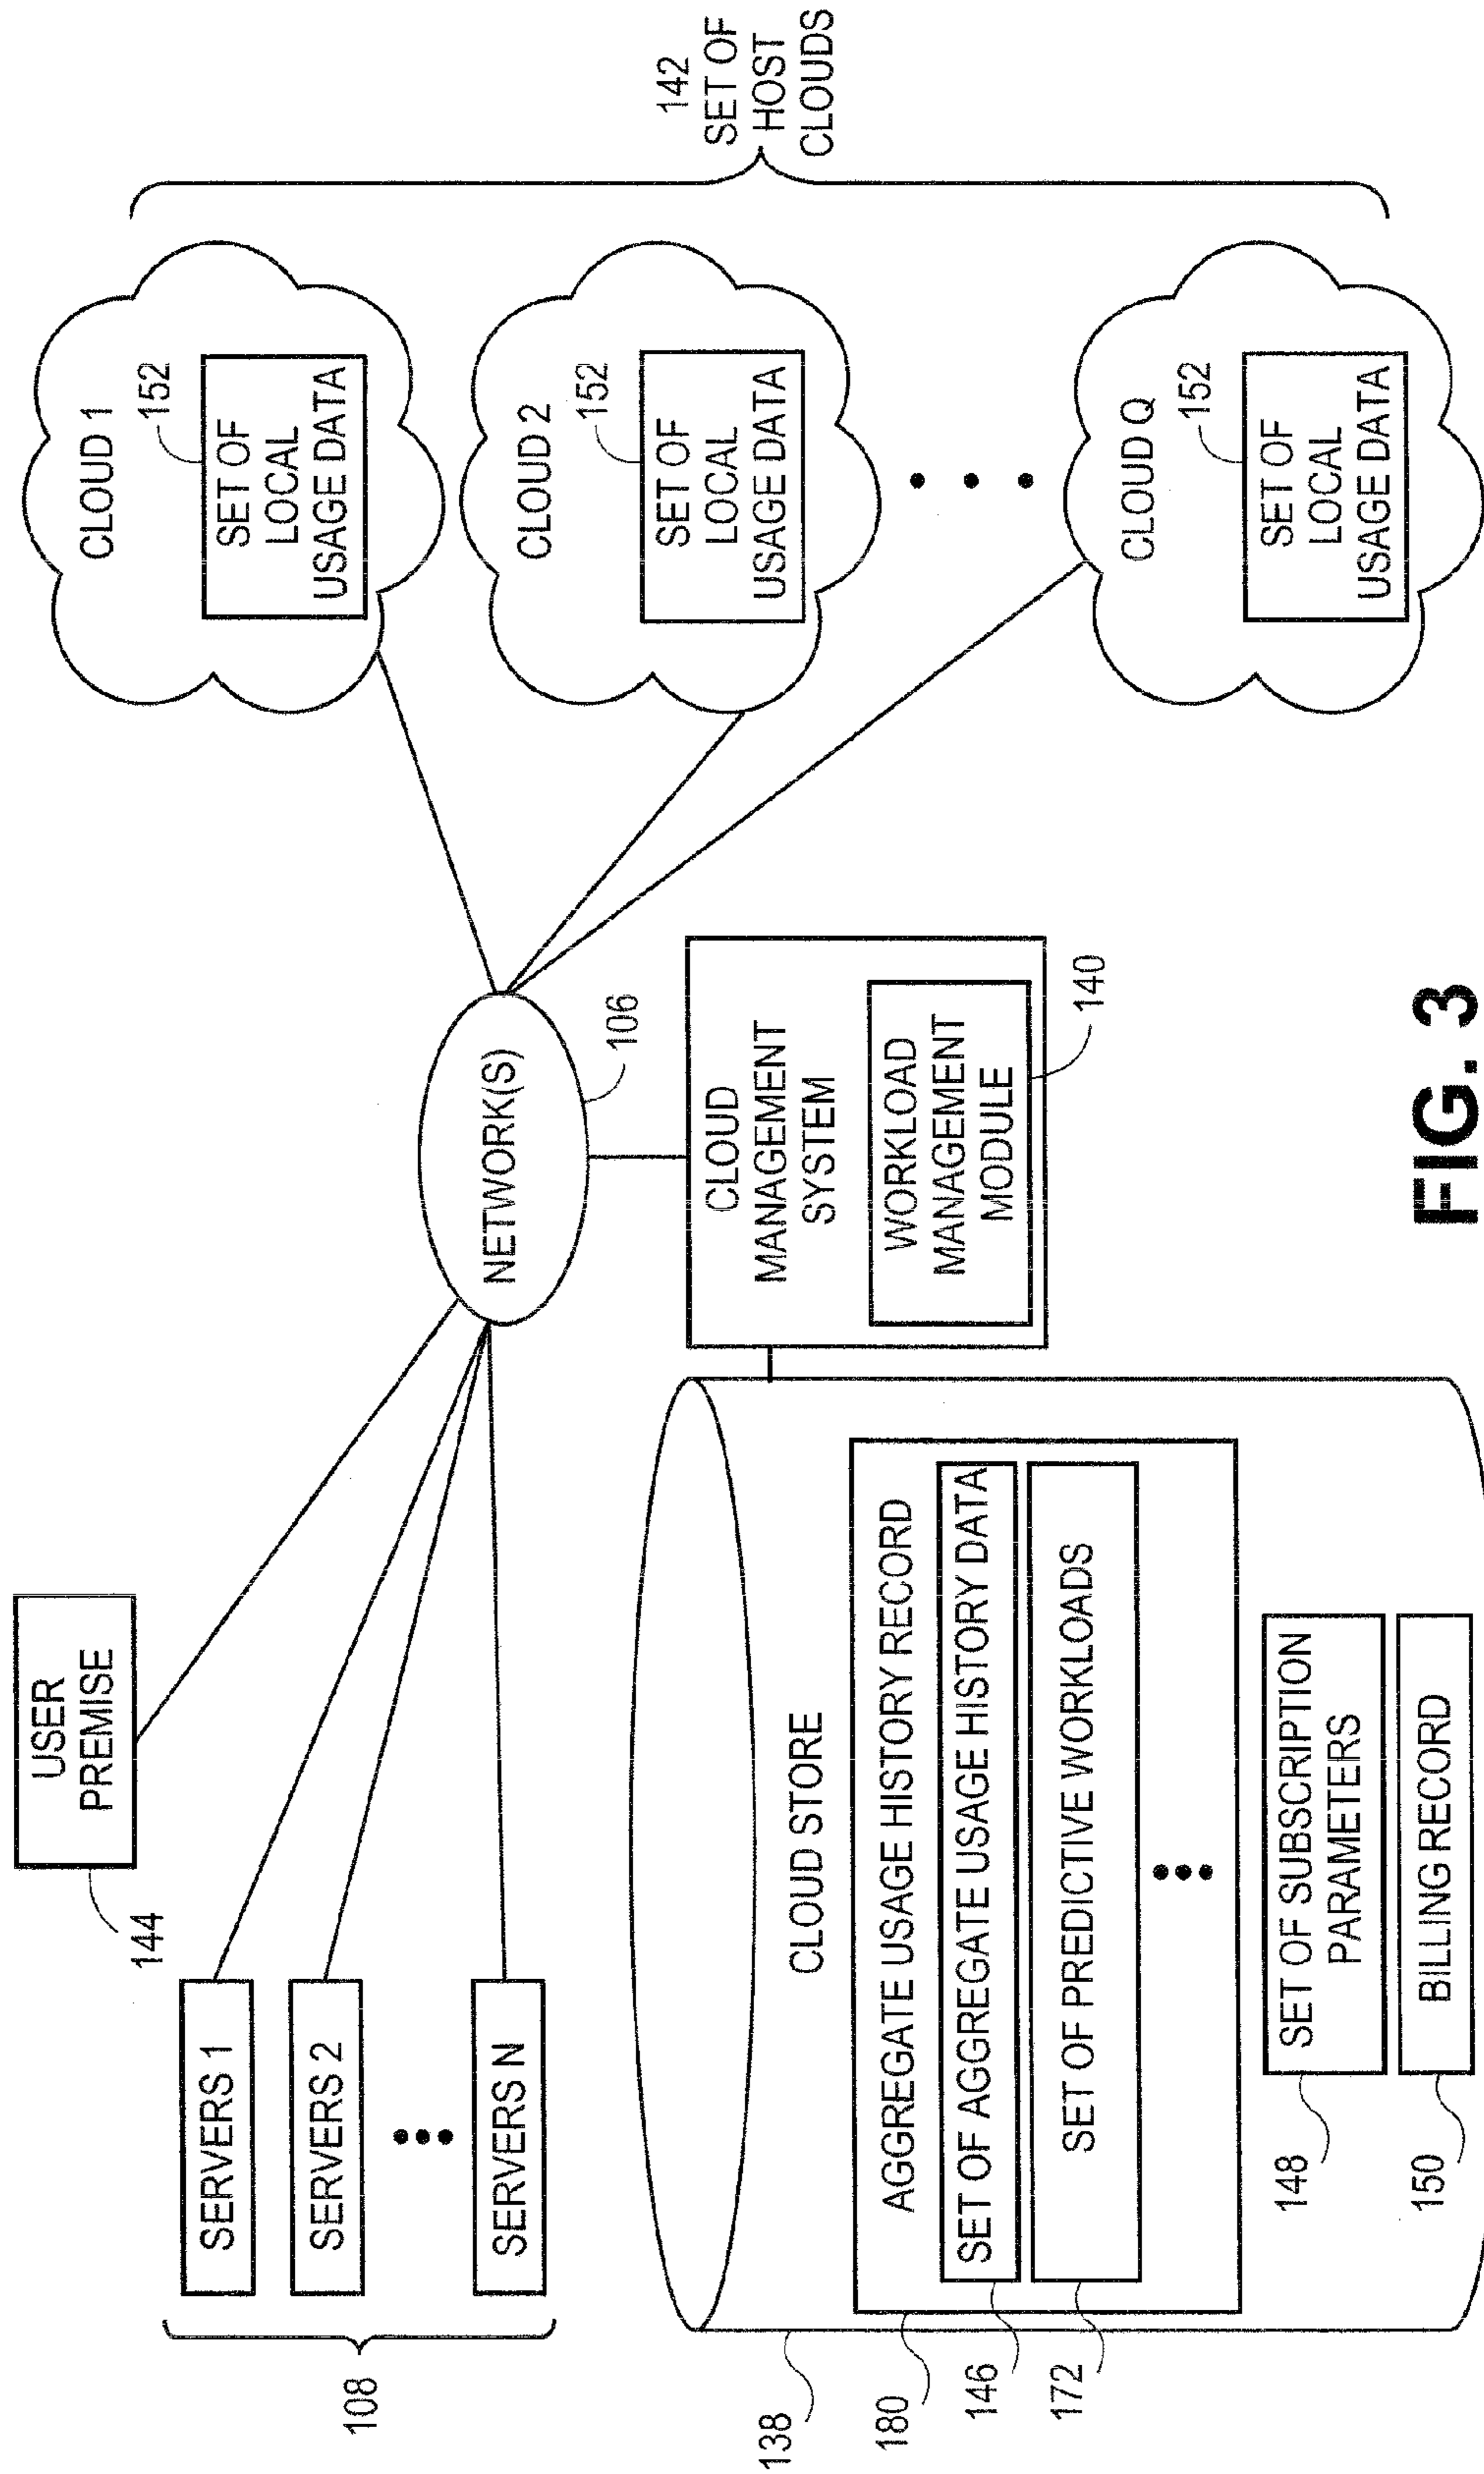 USER
PREMISE
144
SERVERS 1
SERVERS 2
SERVERS N
108
NETWORK(S)
106
CLOUD 1
152
SET OF
LOCAL
USAGE DATA
CLOUD 2
152
SET OF
LOCAL
USAGE DATA
CLOUD Q
152
SET OF
LOCAL
USAGE DATA
142
SET OF
HOST
CLOUDS
CLOUD
MANAGEMENT
SYSTEM
WORKLOAD
MANAGEMENT
MODULE
140
CLOUD STORE
138
AGGREGATE USAGE HISTORY RECORD
180
SET OF AGGREGATE USAGE HISTORY DATA
146
SET OF PREDICTIVE WORKLOADS
172
SET OF SUBSCRIPTION
PARAMETERS
148
BILLING RECORD
150
FIG. 3